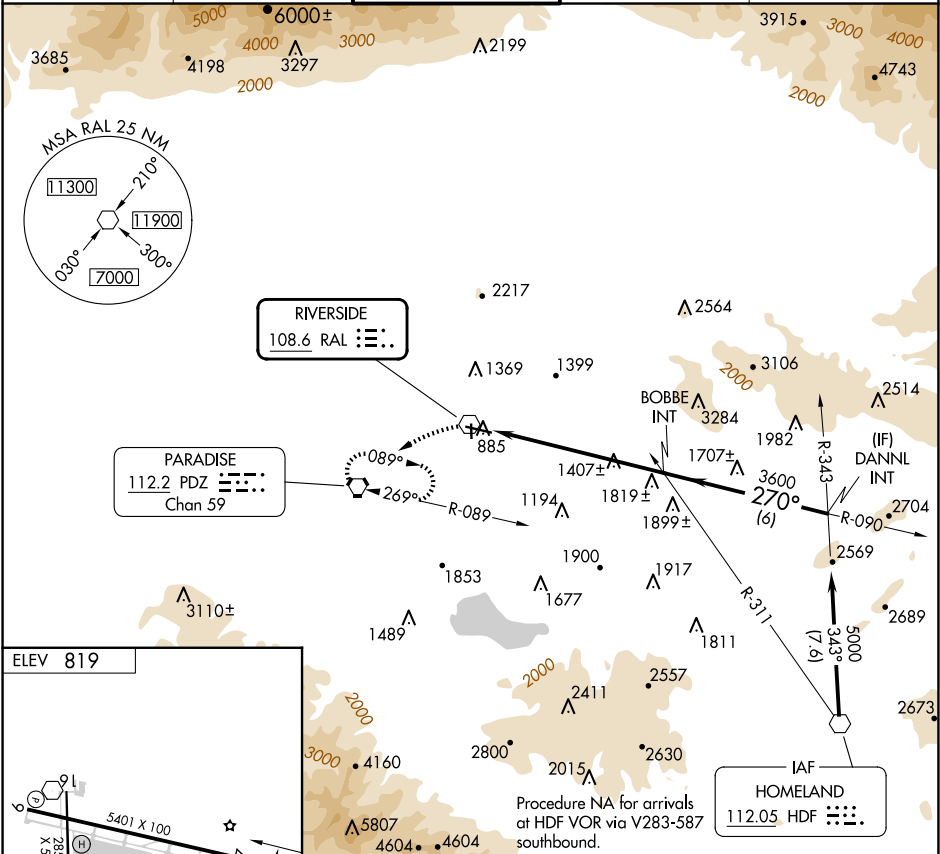 5000
6000±
3915
3000
4000
4000
3000
3297
2199
3685
4198
4743
2000
2000
MSA RAL 25 NM
210°
11300
11900
030°
300°
7000
2217
2564
RIVERSIDE
108.6 RAL
1369
1399
3106
2000
2514
BOBBE
INT
3284
1982
(IF)
DANNL
INT
R-343
885
PARADISE
112.2 PDZ
Chan 59
089°
269°
R-089
1407±
1819±
1707±
3600
270°
(6)
R-090
2704
1194
1899±
2569
1853
1900
1917
1677
R-311
3110±
1489
1811
2689
5000
343°
(7.6)
ELEV 819
2000
2557
2411
2000
2673
3000
2800
2630
4160
2015
IAF
HOMELAND
112.05 HDF
Procedure NA for arrivals
at HDF VOR via V283-587
southbound.
5807
4604
4604
16
9
P
5401 X 100
H